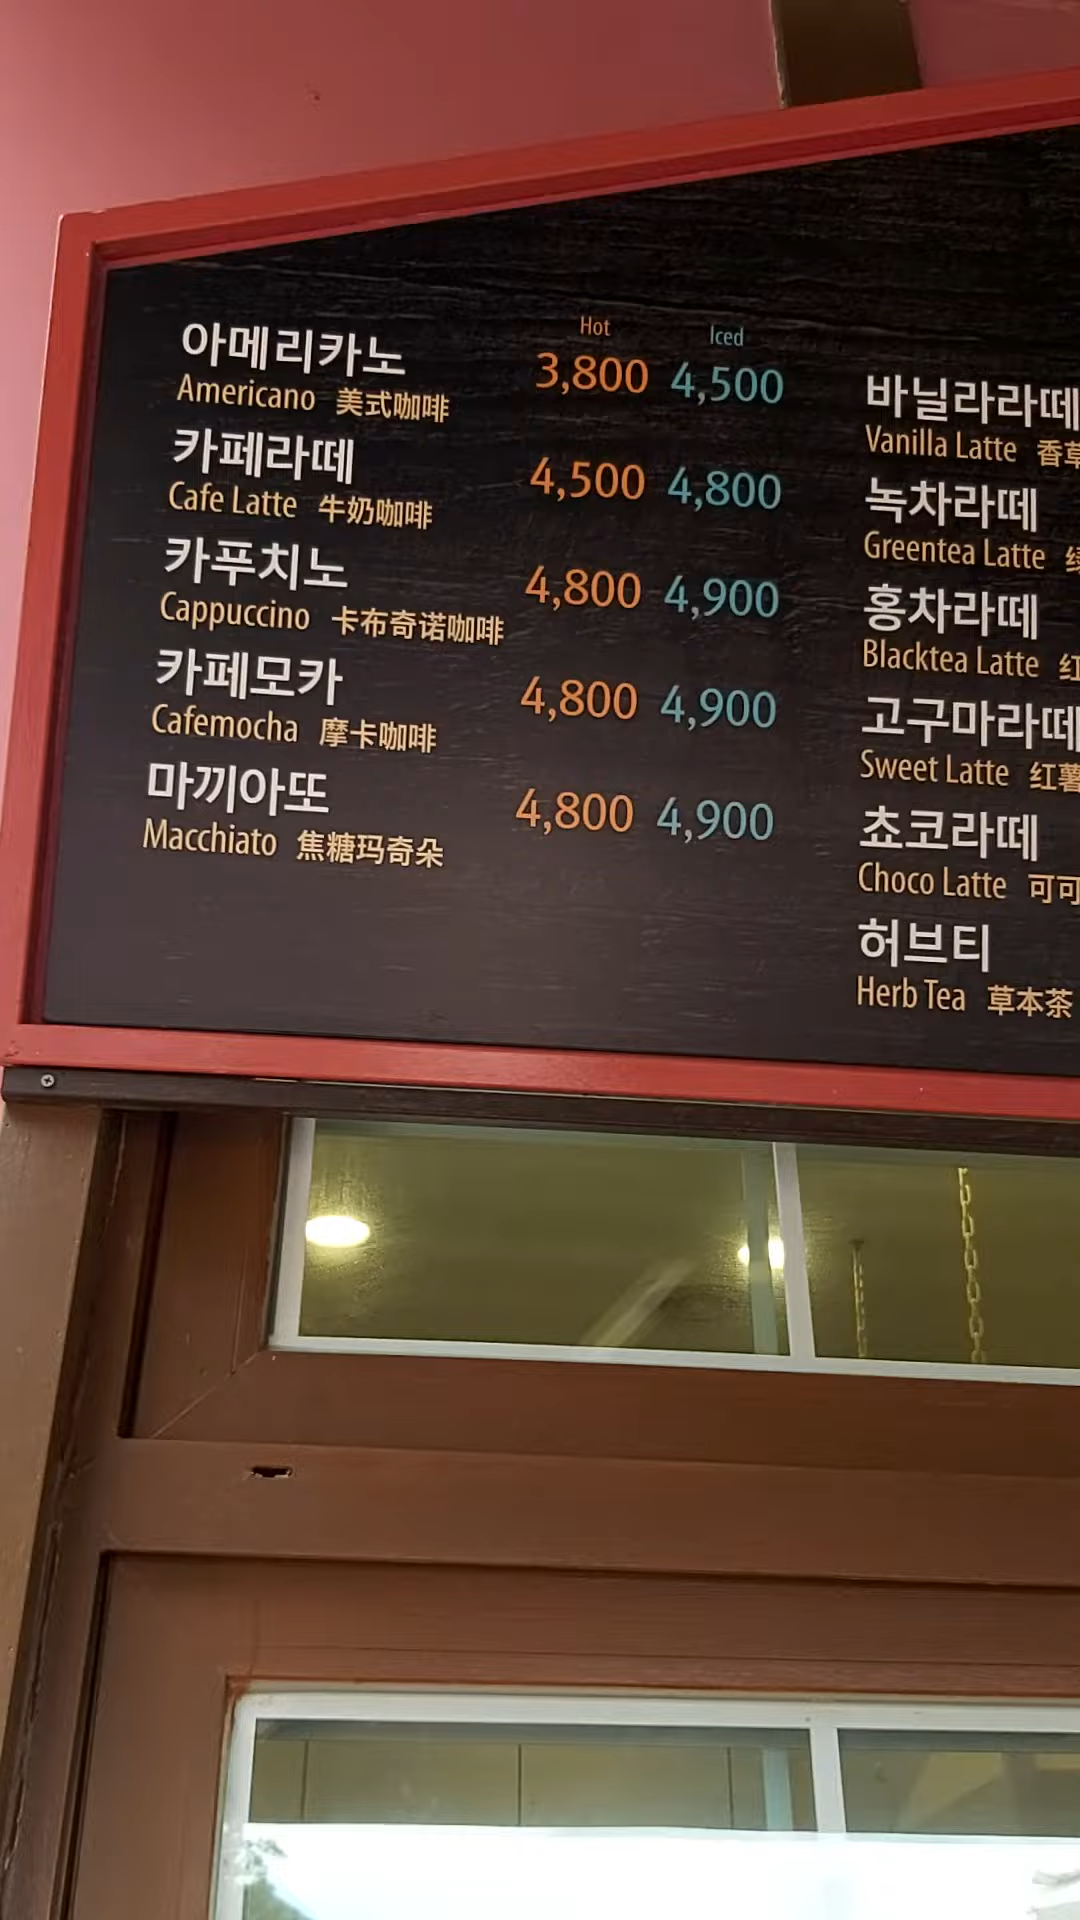 Hot Iced
아메리카노 3,800 4,500
Americano 美式咖啡
카페라떼 4,500 4,800
Cafe Latte 牛奶咖啡
카푸치노 4,800 4,900
Cappuccino 卡布奇诺咖啡
카페모카 4,800 4,900
Cafemocha 摩卡咖啡
마끼아또 4,800 4,900
Macchiato 焦糖玛奇朵
바닐라라떼
Vanilla Latte 香草
녹차라떼
Greentea Latte
홍차라떼
Blacktea Latte 红
고구마라떼
Sweet Latte 红薯
쵸코라떼
Choco Latte 可可
허브티
Herb Tea 草本茶